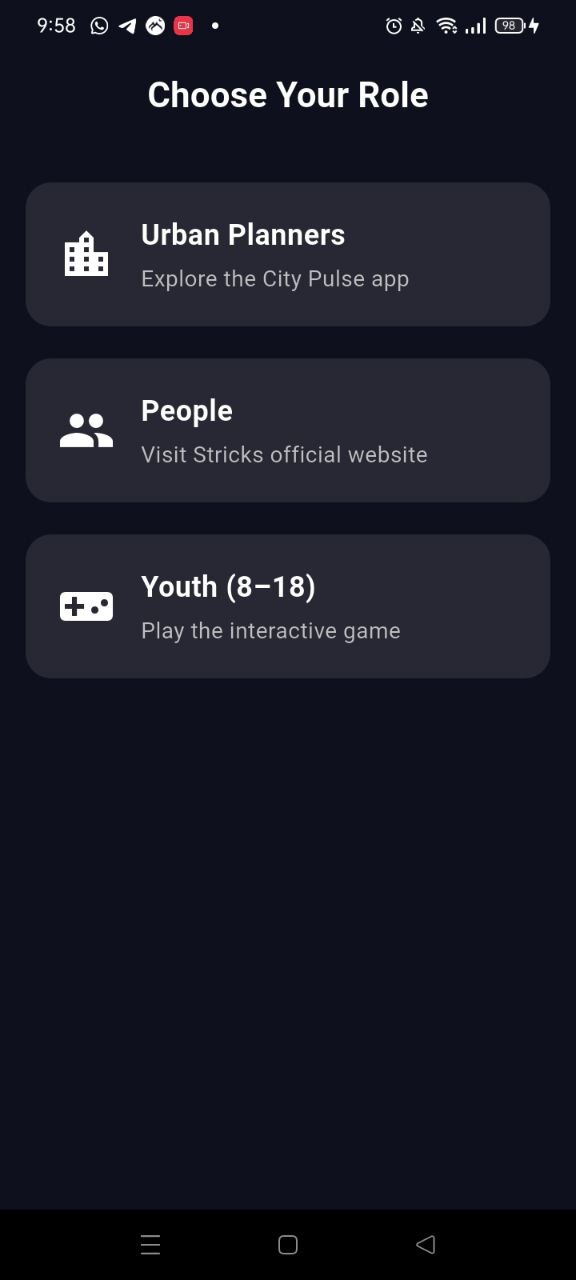 9:58
98
Choose Your Role
Urban Planners
Explore the City Pulse app
People
Visit Stricks official website
Youth (8–18)
Play the interactive game